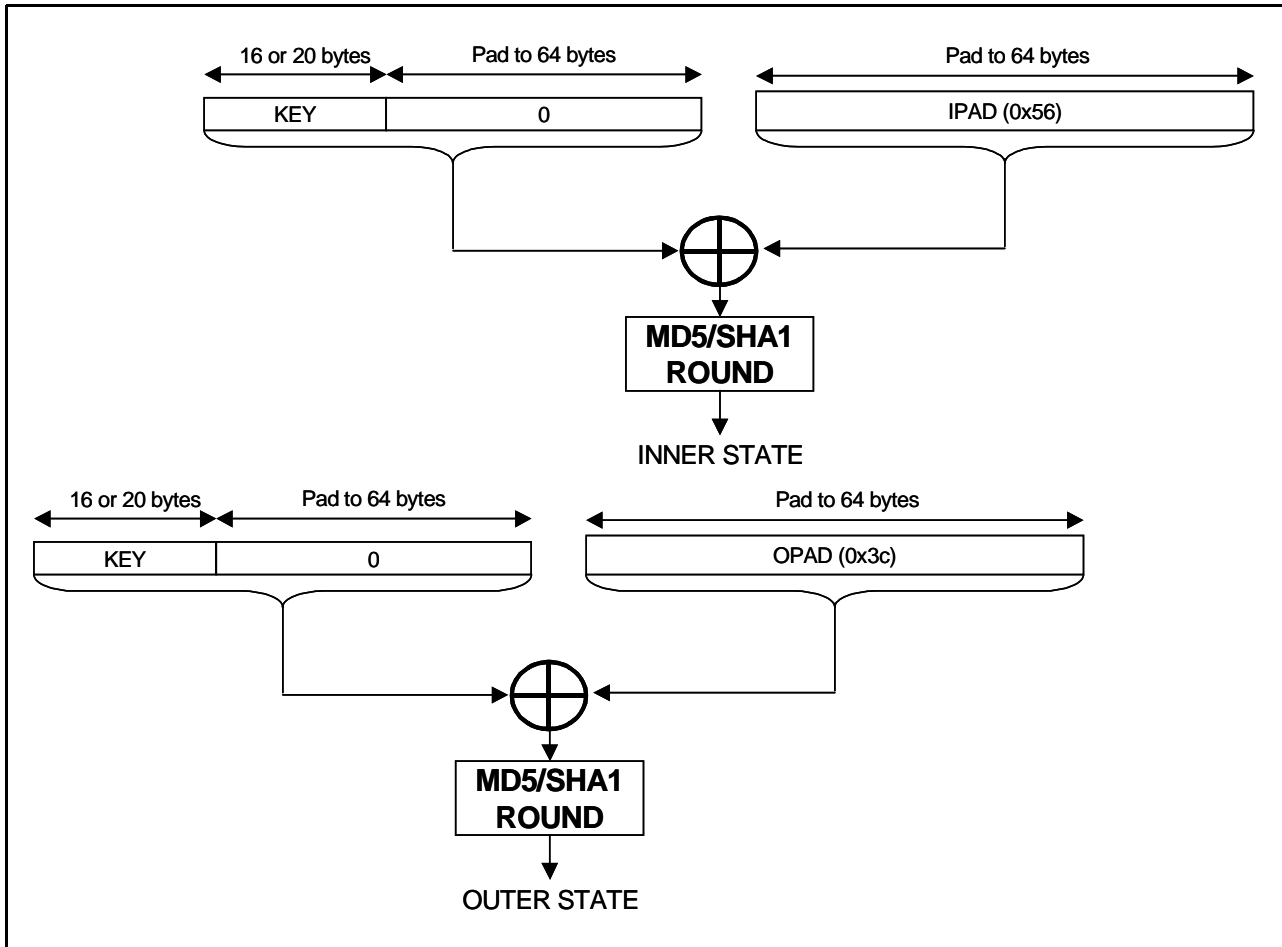 16 or 20 bytes Pad to 64 bytes Pad to 64 bytes
KEY 0 IPAD (0x56)
MD5/SHA1
ROUND
INNER STATE
16 or 20 bytes Pad to 64 bytes Pad to 64 bytes
KEY 0 OPAD (0x3c)
MD5/SHA1
ROUND
OUTER STATE